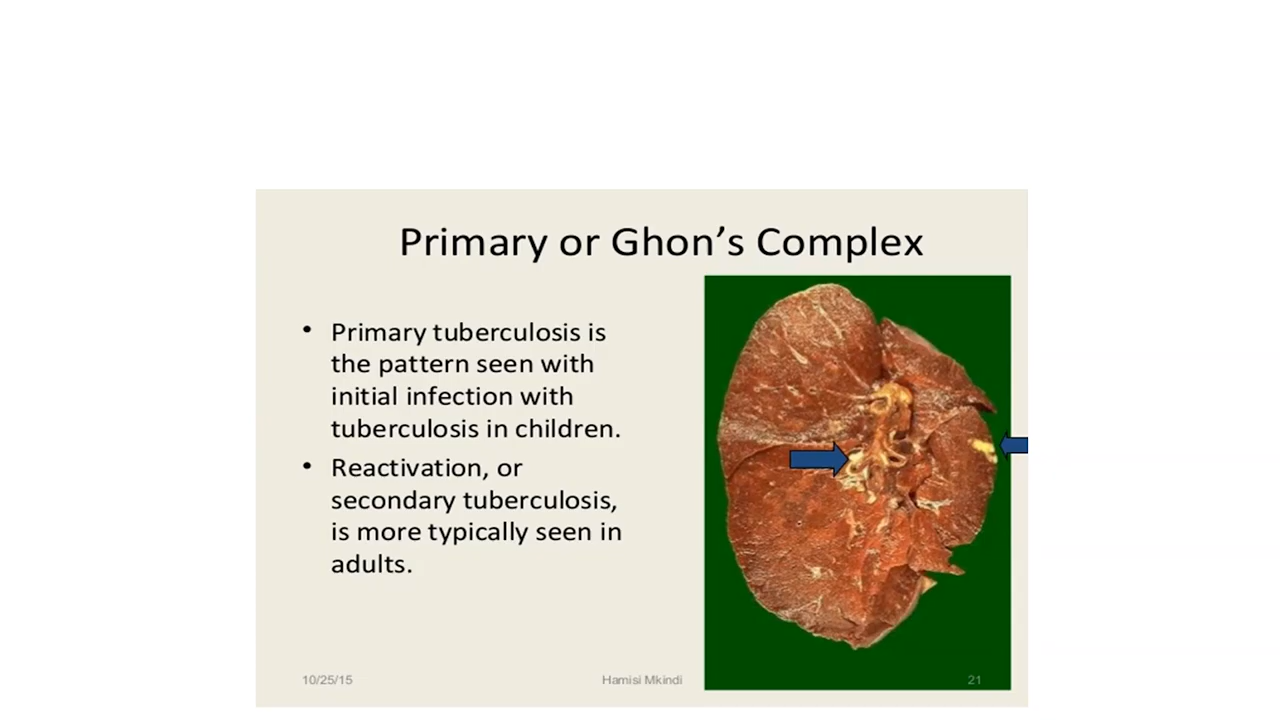 Primary or Ghon’s Complex
• Primary tuberculosis is
the pattern seen with
initial infection with
tuberculosis in children.
• Reactivation, or
secondary tuberculosis,
is more typically seen in
adults.
10/25/15
Hamisi Mkindi
21